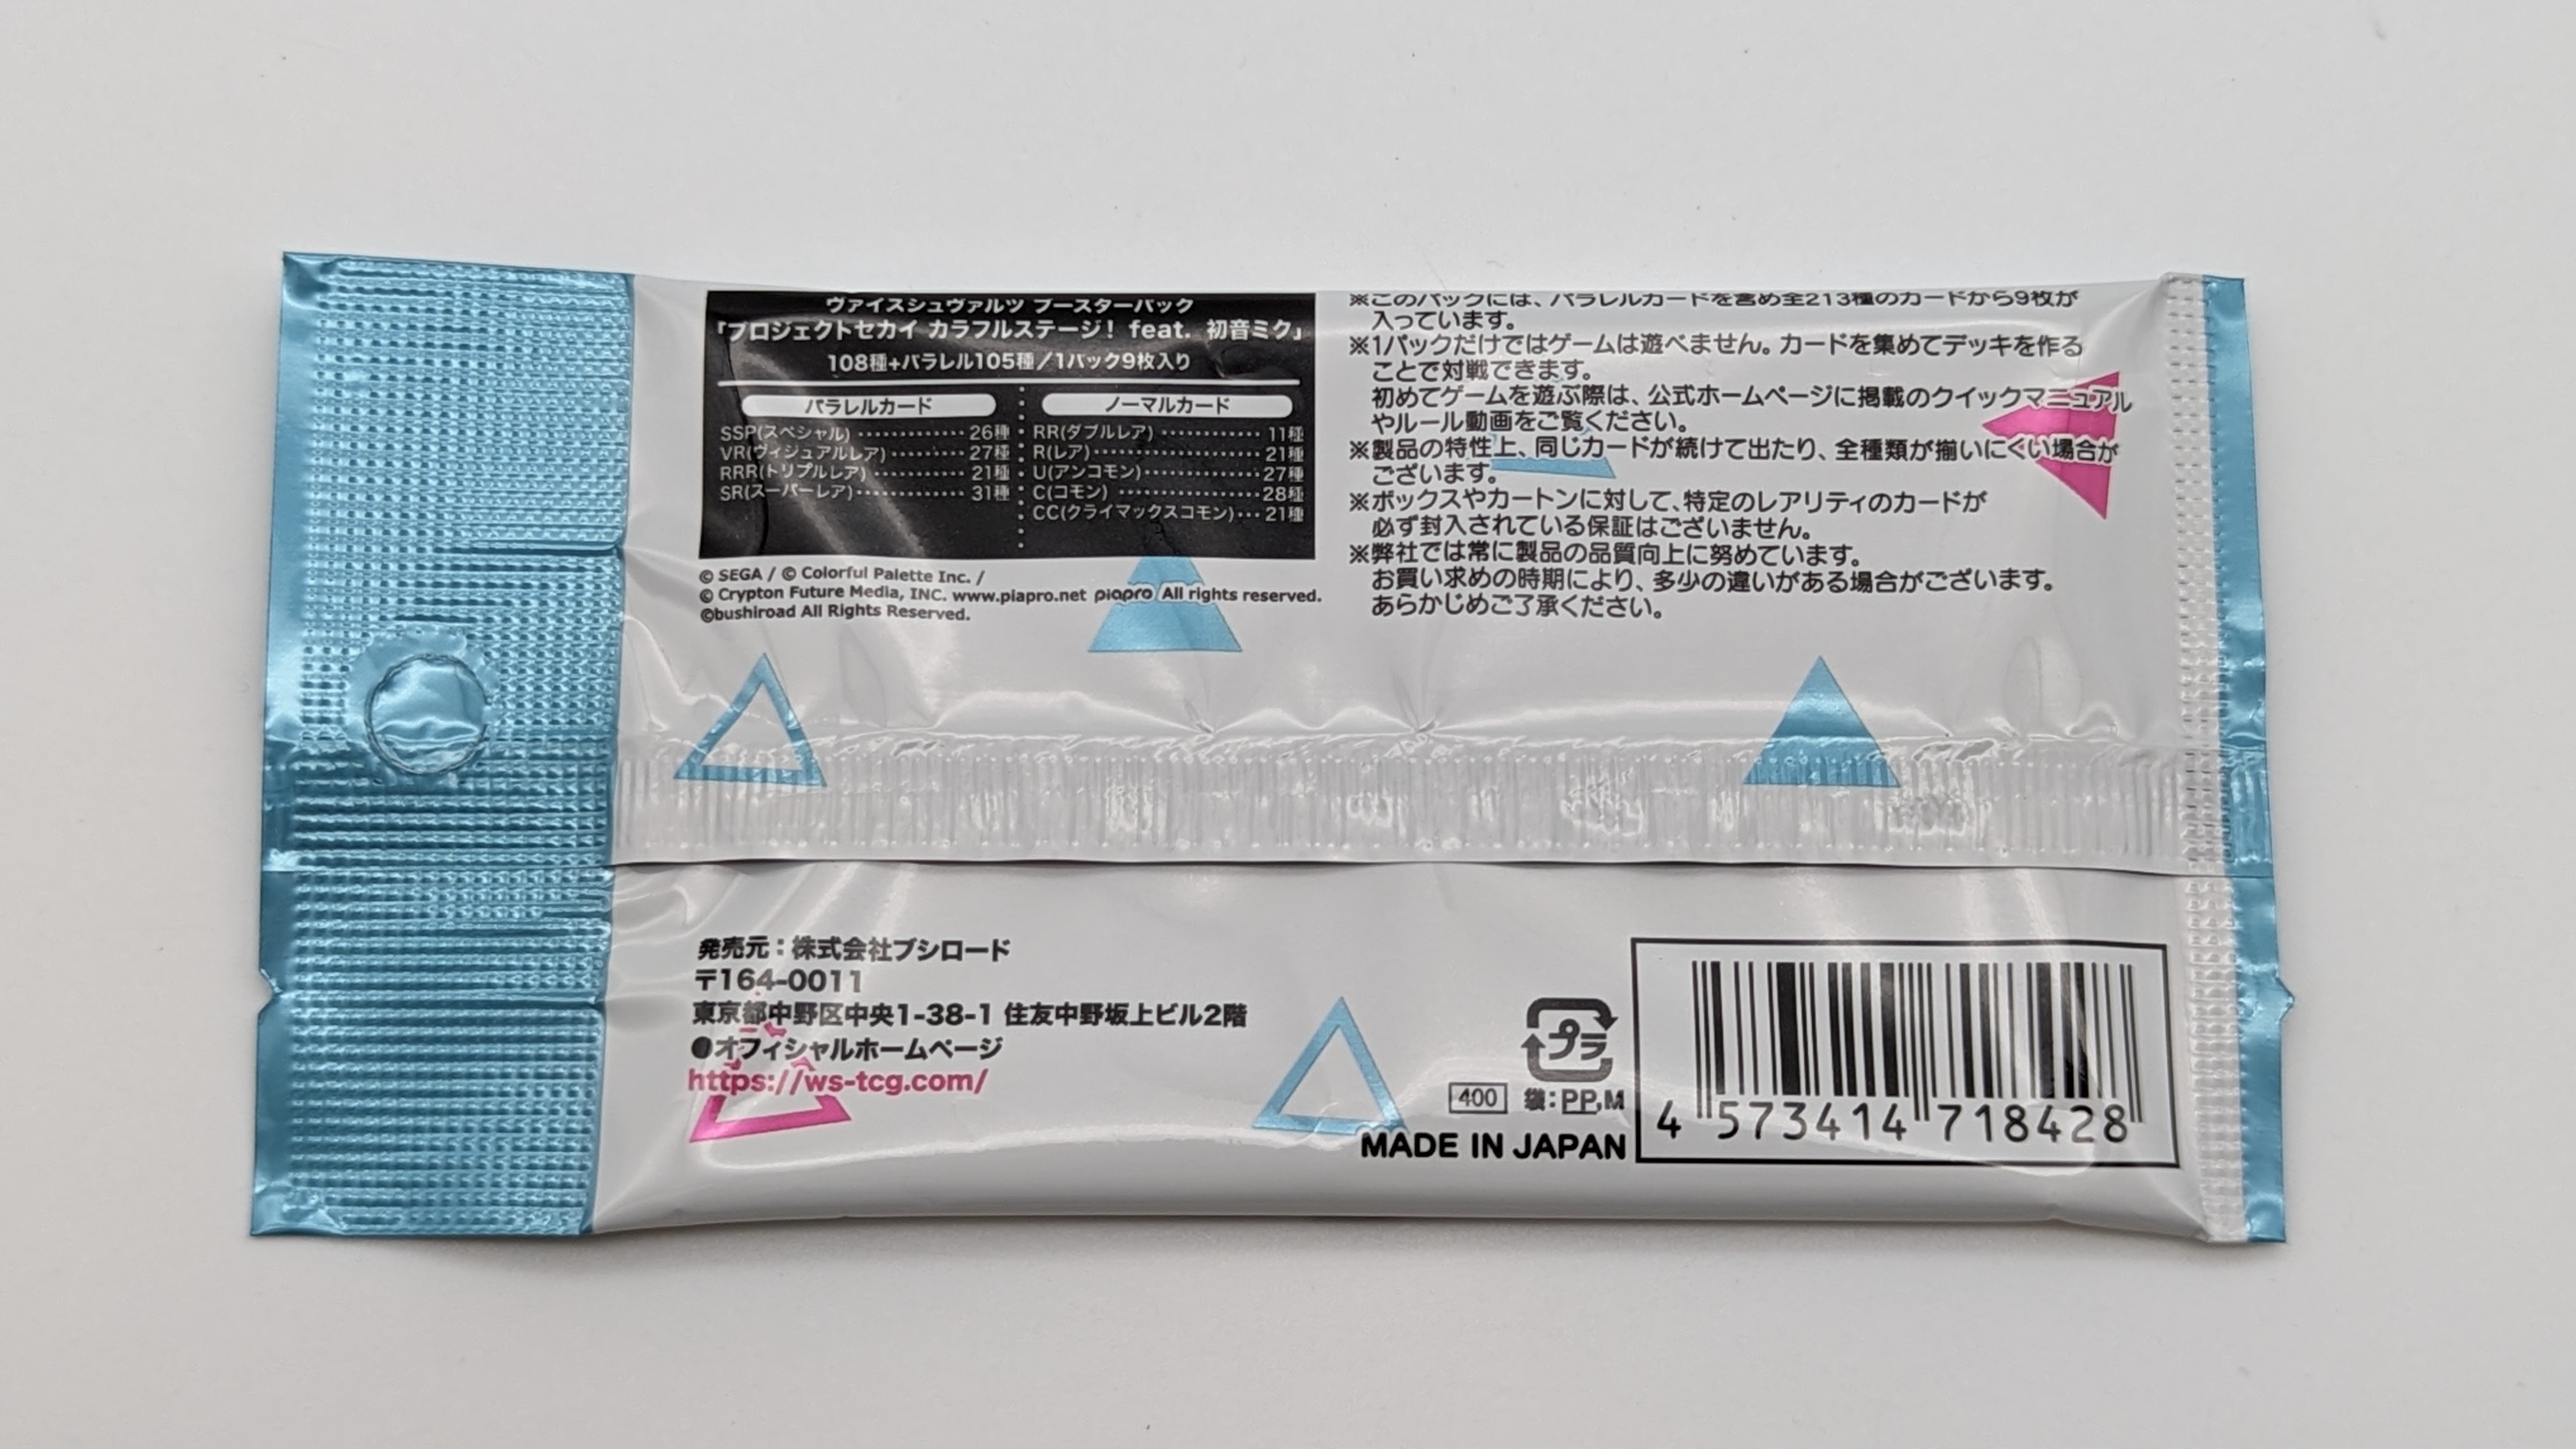 ヴァイスシュヴァルツ ブースターパック
「プロジェクトセカイ カラフルステージ！ feat. 初音ミク」
108種+パラレル105種／1パック9枚入り
パラレルカード
SSP(スペシャル) ············· 26種
VR(ヴィジュアルレア) ·········· 27種
RRR(トリプルレア) ············ 21種
SR(スーパーレア) ············· 31種
ノーマルカード
RR(ダブルレア) ············ 11種
R(レア) ···················· 21種
U(アンコモン) ·············· 27種
C(コモン) ·················· 28種
CC(クライマックスコモン) ··· 21種
© SEGA / © Colorful Palette Inc. /
© Crypton Future Media, INC. www.piapro.net piapro All rights reserved.
©bushiroad All Rights Reserved.
※このパックには、パラレルカードを含め全213種のカードから9枚が
入っています。
※1パックだけではゲームは遊べません。カードを集めてデッキを作る
ことで対戦できます。
初めてゲームを遊ぶ際は、公式ホームページに掲載のクイックマニュアル
やルール動画をご覧ください。
※製品の特性上、同じカードが続けて出たり、全種類が揃いにくい場合が
ございます。
※ボックスやカートンに対して、特定のレアリティのカードが
必ず封入されている保証はございません。
※弊社では常に製品の品質向上に努めています。
お買い求めの時期により、多少の違いがある場合がございます。
あらかじめご了承ください。
発売元：株式会社ブシロード
〒164-0011
東京都中野区中央1-38-1 住友中野坂上ビル2階
●オフィシャルホームページ
https://ws-tcg.com/
プラ
400 袋：PP,M
MADE IN JAPAN
4 573414 718428